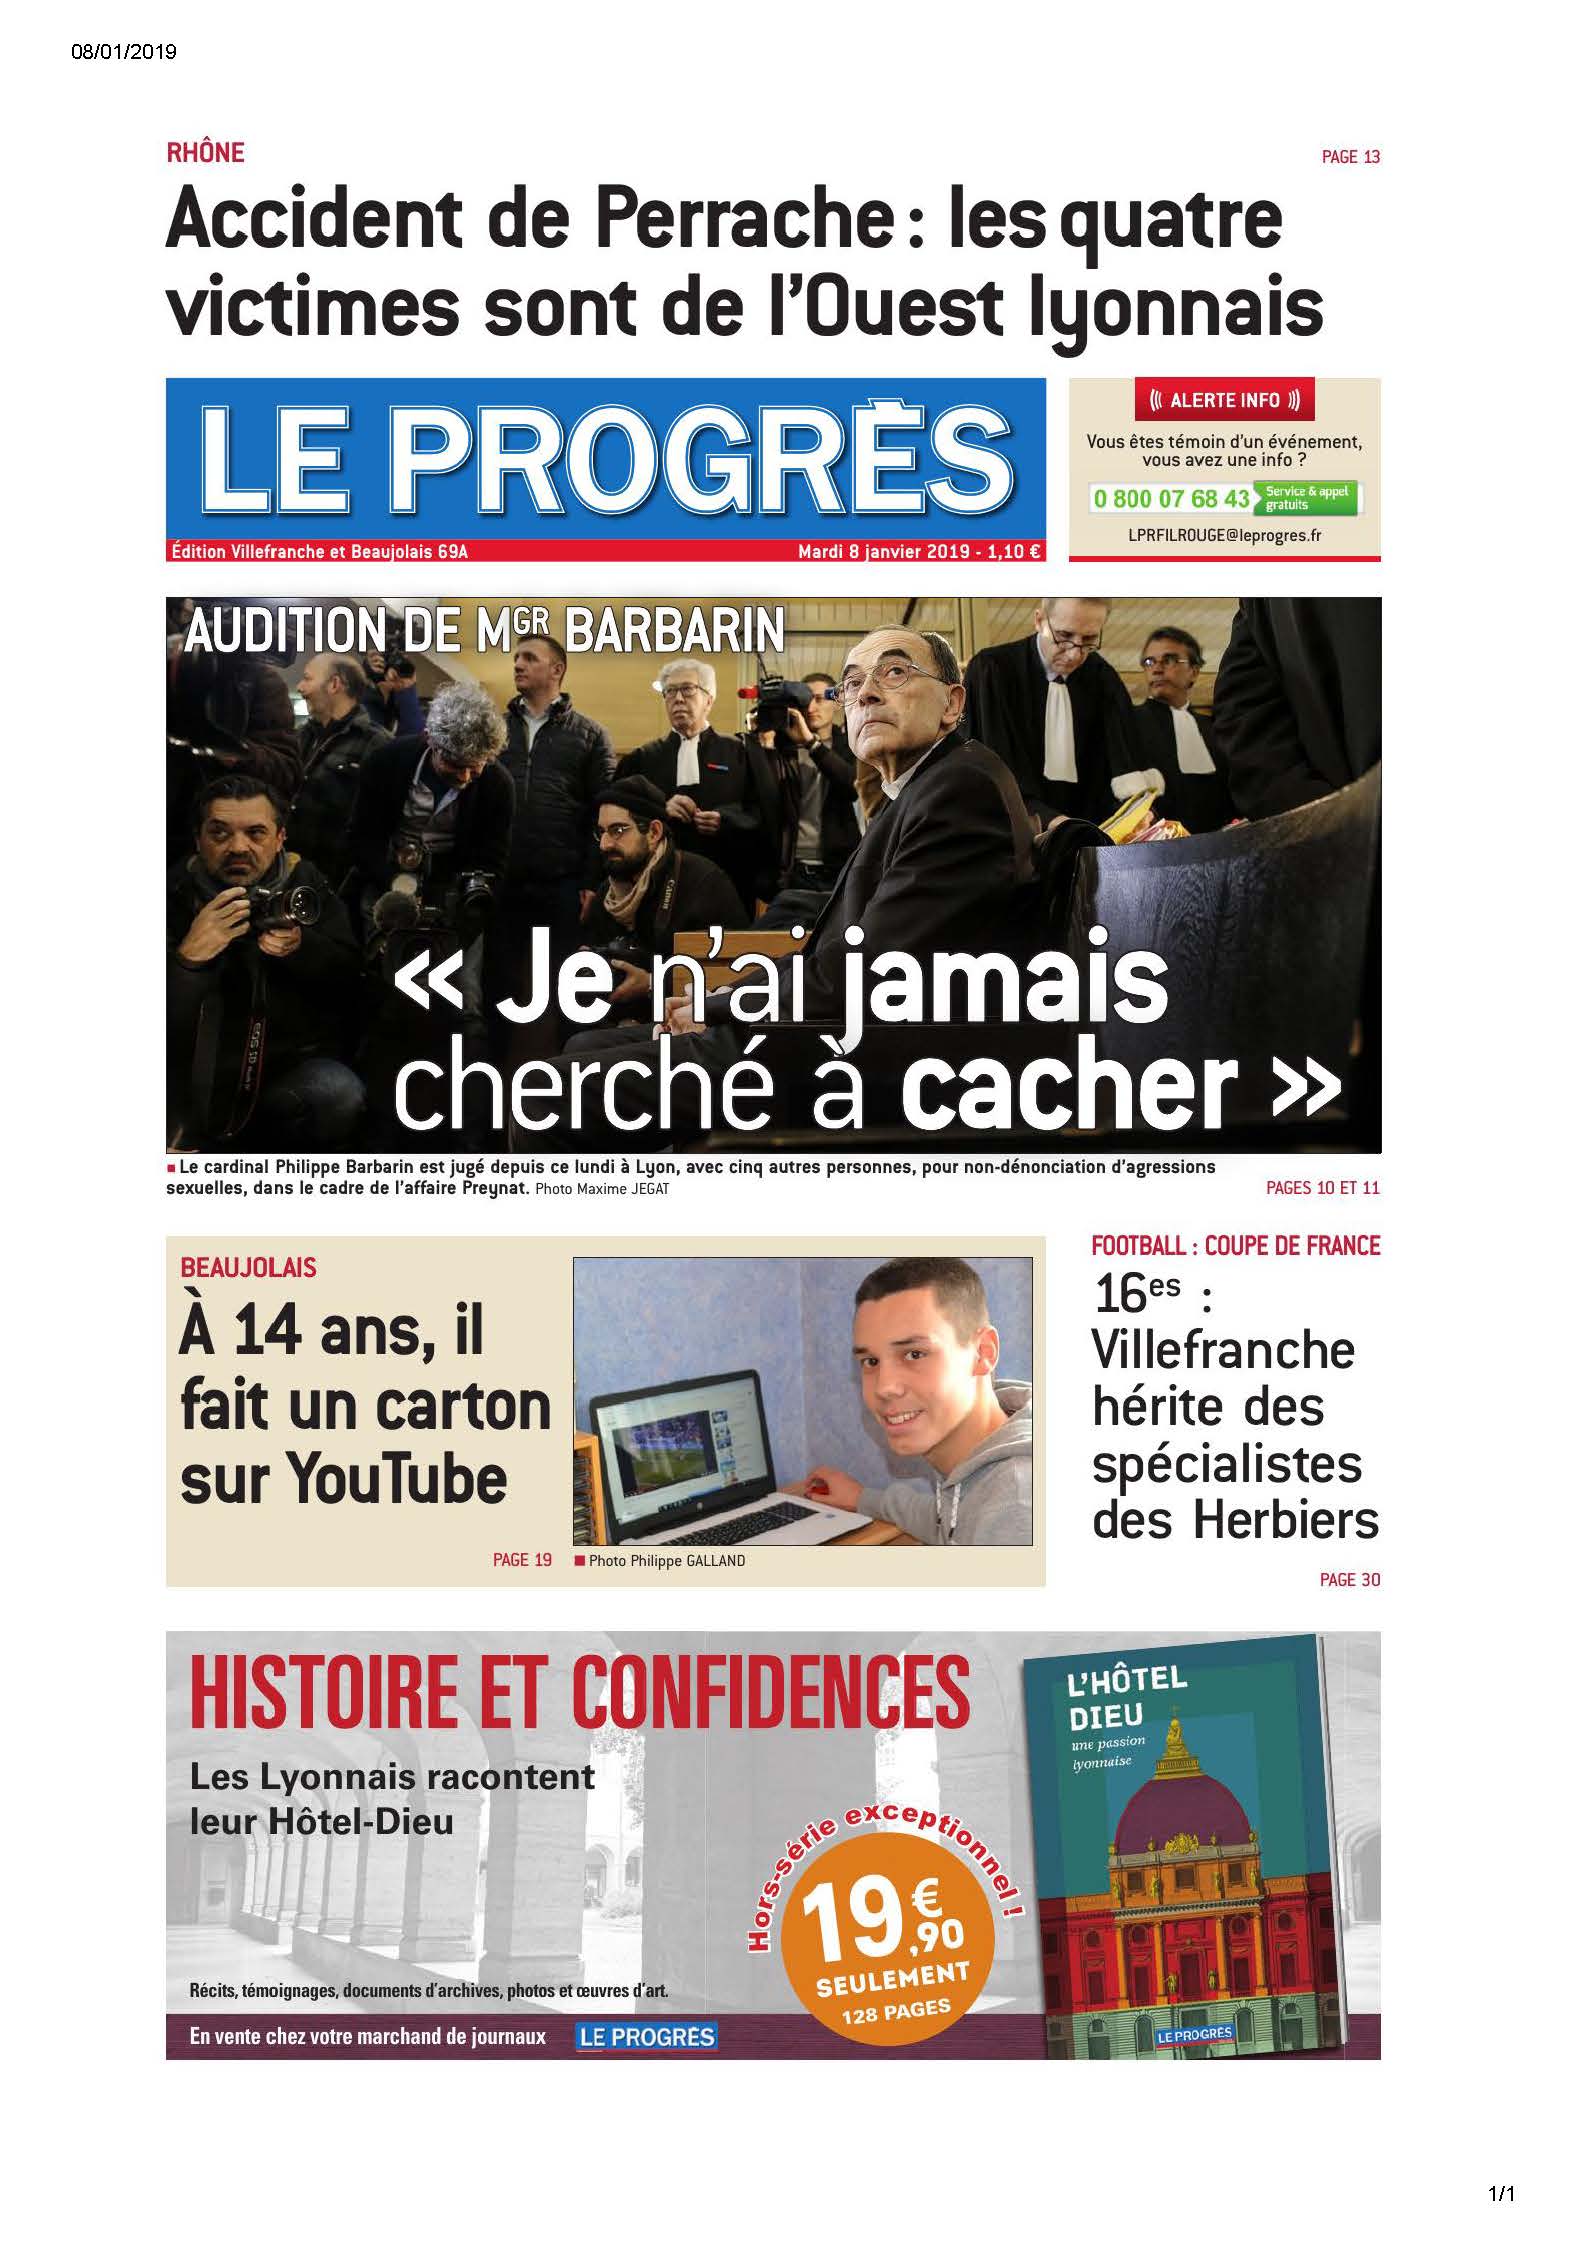 08/01/2019
RHÔNE
PAGE 13
Accident de Perrache : les quatre
victimes sont de l'Ouest lyonnais
LE PROGRÈS
Édition Villefranche et Beaujolais 69A
Mardi 8 janvier 2019 - 1,10 €
ALERTE INFO
Vous êtes témoin d'un événement,
vous avez une info ?
0 800 07 68 43
Service & appel
gratuits
LPRFILROUGE@leprogres.fr
AUDITION DE MGR BARBARIN
« Je n'ai jamais
cherché à cacher »
Le cardinal Philippe Barbarin est jugé depuis ce lundi à Lyon, avec cinq autres personnes, pour non-dénonciation d'agressions
sexuelles, dans le cadre de l'affaire Preynat. Photo Maxime JEGAT
PAGES 10 ET 11
BEAUJOLAIS
À 14 ans, il
fait un carton
sur YouTube
PAGE 19
Photo Philippe GALLAND
FOOTBALL : COUPE DE FRANCE
16es :
Villefranche
hérite des
spécialistes
des Herbiers
PAGE 30
HISTOIRE ET CONFIDENCES
Les Lyonnais racontent
leur Hôtel-Dieu
Hors-série exceptionnel !
19€,90
SEULEMENT
128 PAGES
Récits, témoignages, documents d'archives, photos et œuvres d'art.
En vente chez votre marchand de journaux
LE PROGRÈS
L'HÔTEL
DIEU
une passion
lyonnaise
LE PROGRÈS
1/1